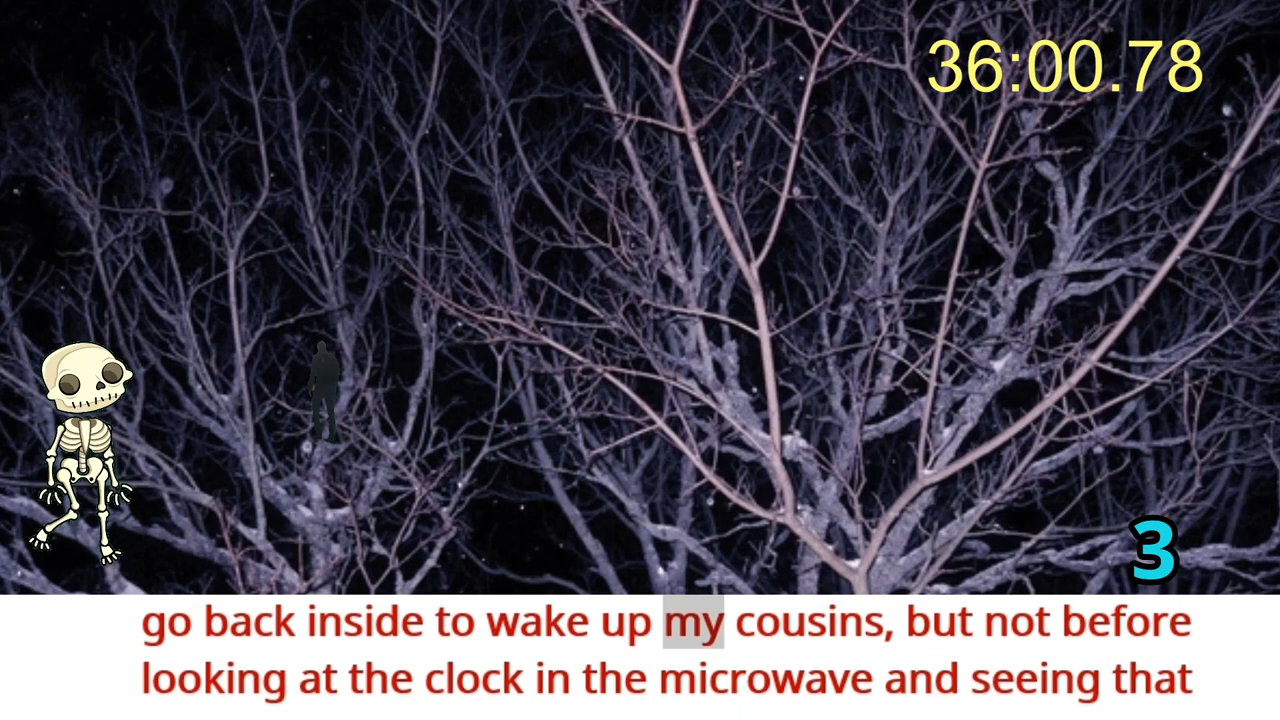 36:00.78
3
go back inside to wake up my cousins, but not before
looking at the clock in the microwave and seeing that